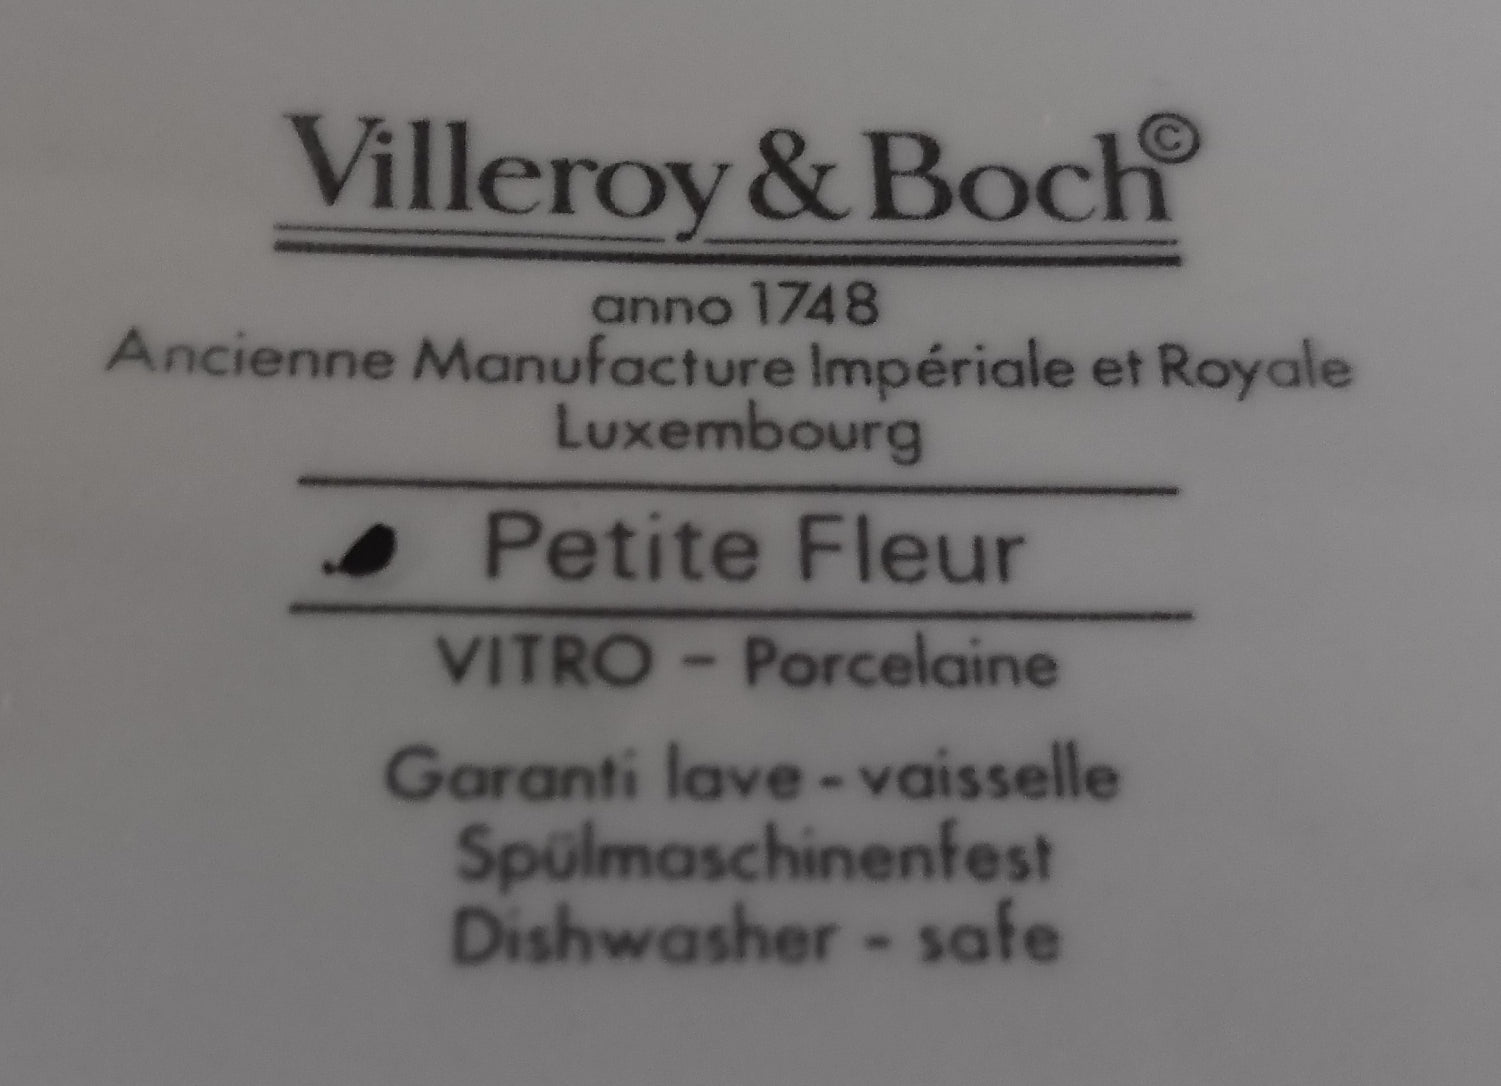 Villeroy & Boch©
anno 1748
Ancienne Manufacture Impériale et Royale
Luxembourg
Petite Fleur
VITRO - Porcelaine
Garanti lave - vaisselle
Spülmaschinenfest
Dishwasher - safe